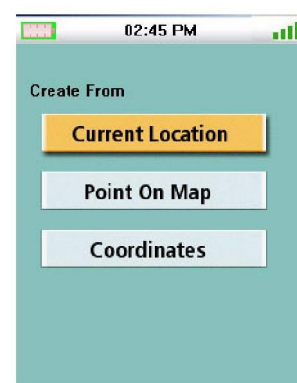 02:45 PM
Create From
Current Location
Point On Map
Coordinates